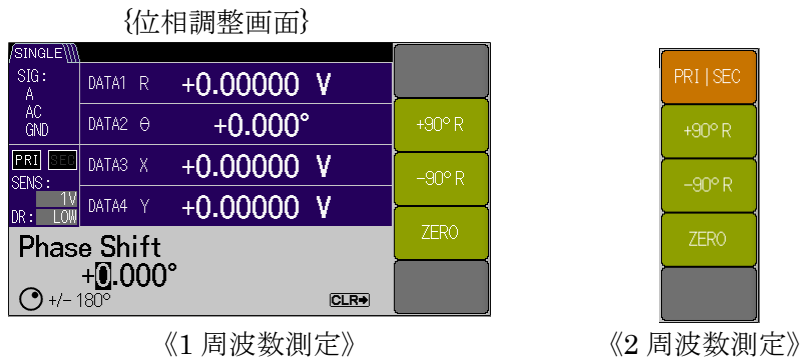 {位相調整画面}
SINGLE
SIG:
A
AC
GND
DATA1 R +0.00000 V
DATA2 θ +0.000°
DATA3 X +0.00000 V
DATA4 Y +0.00000 V
PRI SEC
SENS:
1V
DR: LOW
Phase Shift
+0.000°
+/- 180°
CLR➔
+90° R
-90° R
ZERO
《1 周波数測定》
PRI | SEC
+90° R
-90° R
ZERO
《2 周波数測定》